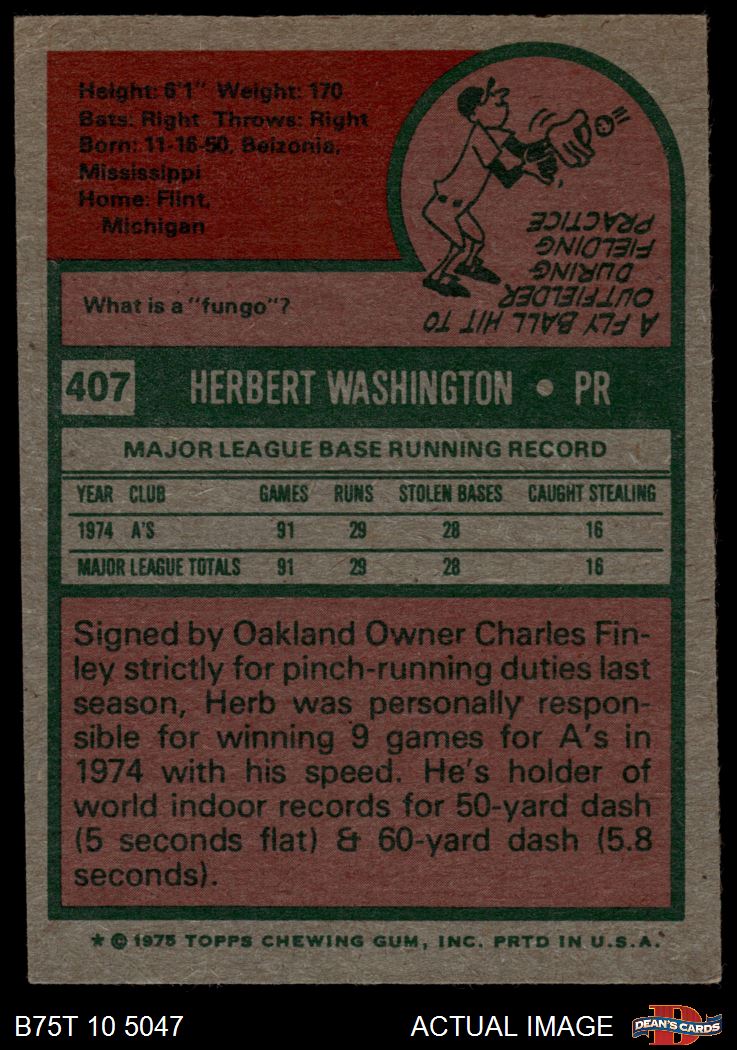 Height: 6'1" Weight: 170
Bats: Right Throws: Right
Born: 11-16-50, Belzonia,
Mississippi
Home: Flint,
Michigan
What is a "fungo"?
A FLY BALL HIT TO
OUTFIELDER
DURING
FIELDING
PRACTICE
407 HERBERT WASHINGTON • PR
MAJOR LEAGUE BASE RUNNING RECORD
YEAR CLUB GAMES RUNS STOLEN BASES CAUGHT STEALING
1974 A'S 91 29 28 16
MAJOR LEAGUE TOTALS 91 29 28 16
Signed by Oakland Owner Charles Fin-
ley strictly for pinch-running duties last
season, Herb was personally respon-
sible for winning 9 games for A's in
1974 with his speed. He's holder of
world indoor records for 50-yard dash
(5 seconds flat) & 60-yard dash (5.8
seconds).
* © 1975 TOPPS CHEWING GUM, INC. PRTD IN U.S.A.
B75T 10 5047 ACTUAL IMAGE D DEAN'S CARDS